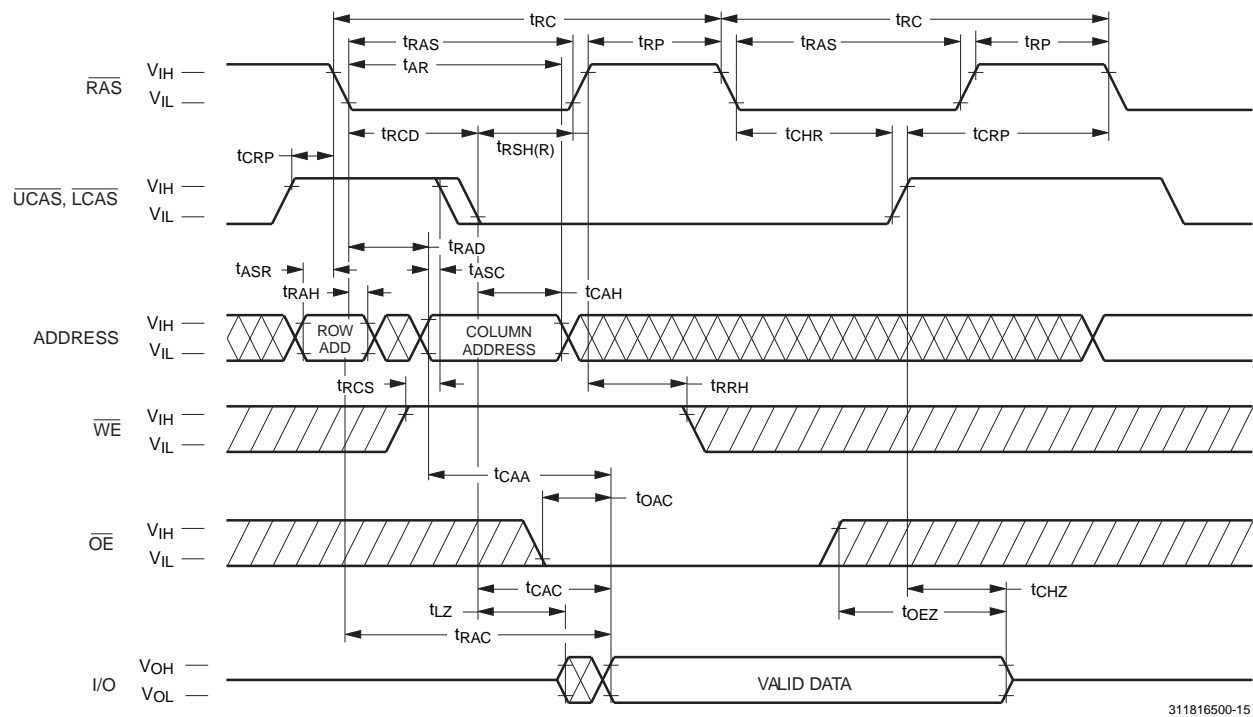 tRC tRC
tRAS tRP tRAS tRP
tAR
RAS VIH
VIL
tRCD tRSH(R) tCHR tCRP
tCRP
UCAS, LCAS VIH
VIL
tRAD
tASR tASC
tRAH tCAH
ADDRESS VIH
VIL
ROW
ADD
COLUMN
ADDRESS
tRCS tRRH
WE VIH
VIL
tCAA
tOAC
OE VIH
VIL
tCAC tCHZ
tLZ tOEZ
tRAC
I/O VOH
VOL
VALID DATA
311816500-15